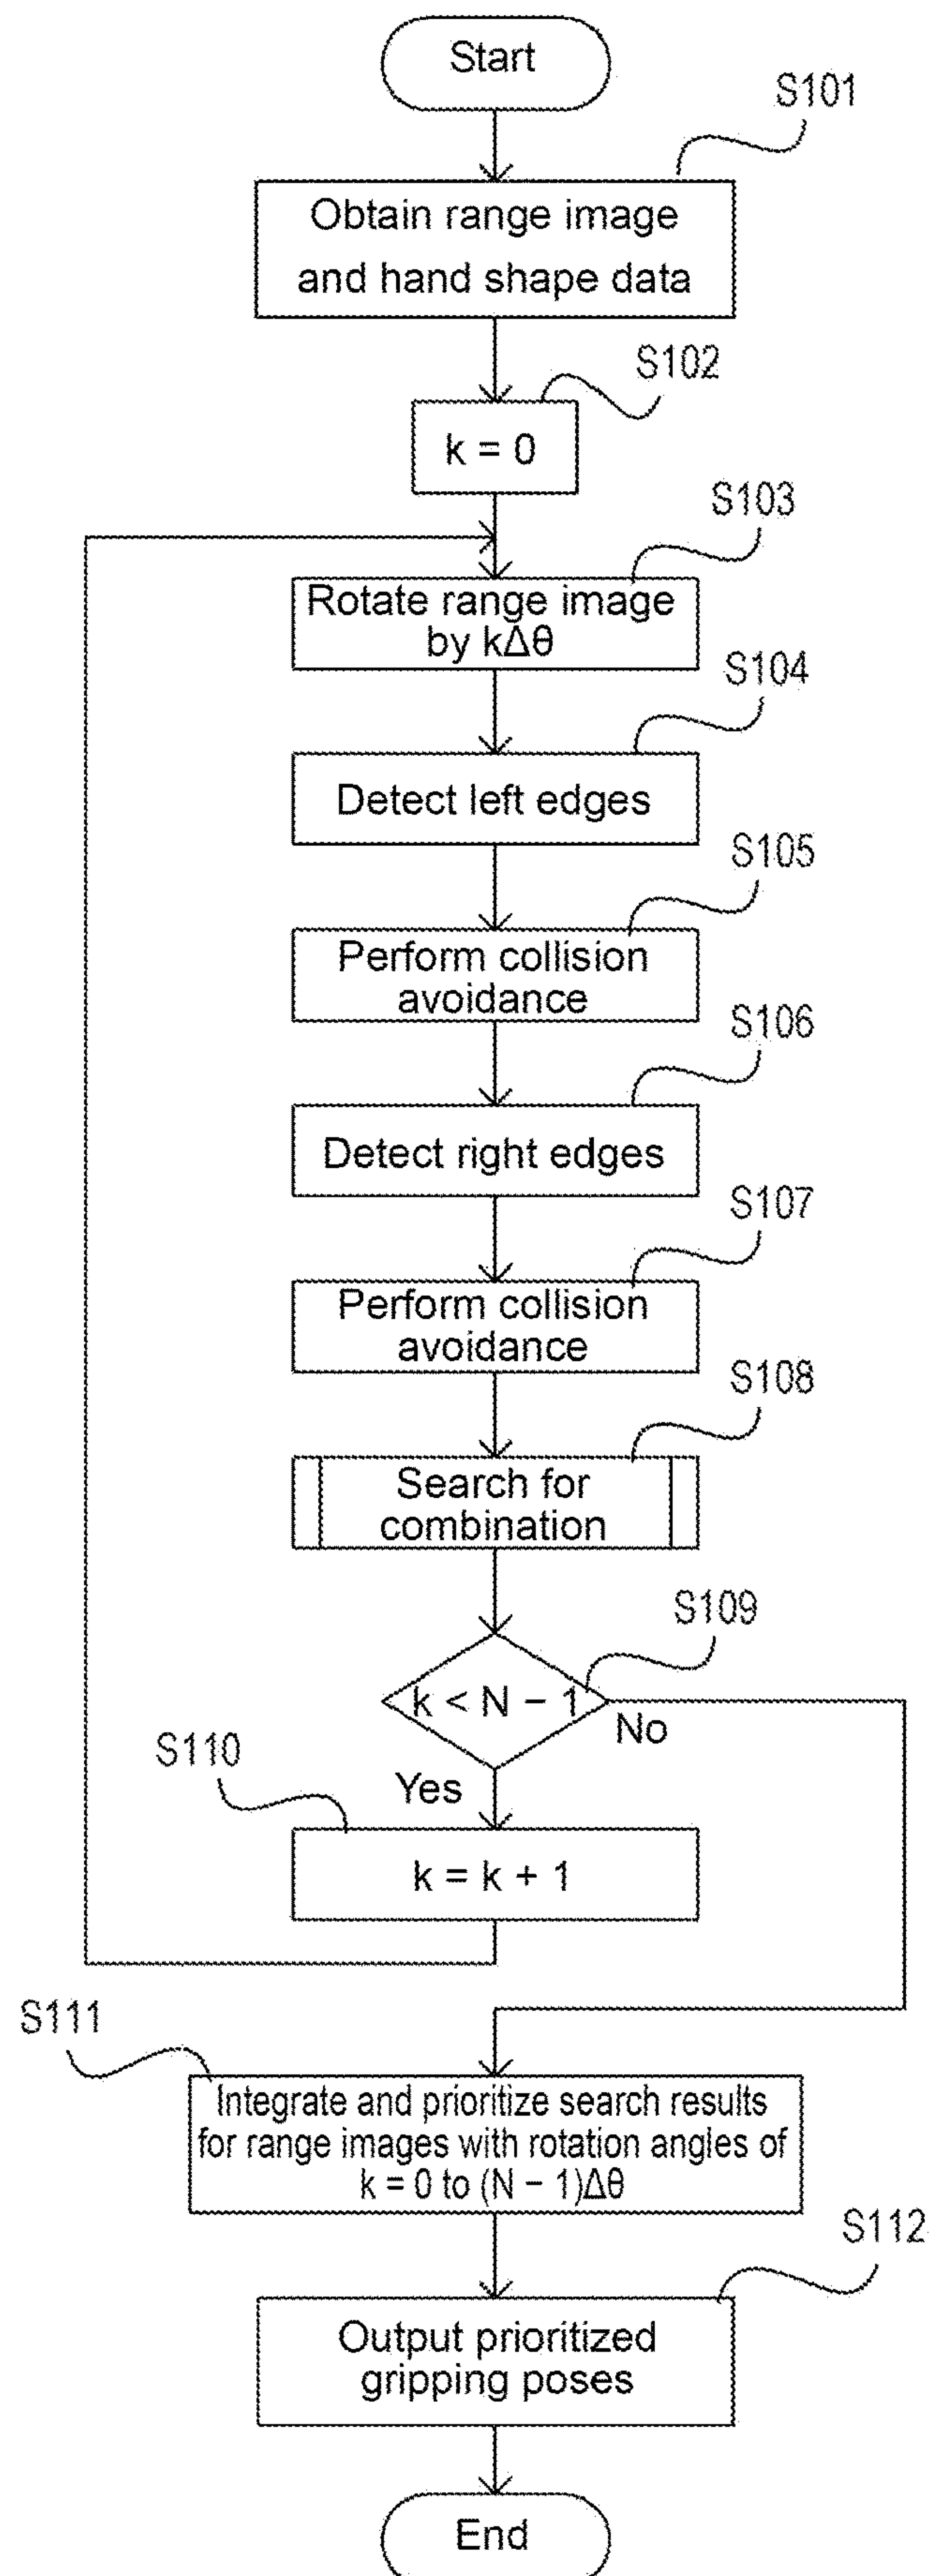 Start
S101
Obtain range image
and hand shape data
S102
k = 0
S103
Rotate range image
by kΔθ
S104
Detect left edges
S105
Perform collision
avoidance
S106
Detect right edges
S107
Perform collision
avoidance
S108
Search for
combination
S109
k < N − 1
No
Yes
S110
k = k + 1
S111
Integrate and prioritize search results
for range images with rotation angles of
k = 0 to (N − 1)Δθ
S112
Output prioritized
gripping poses
End